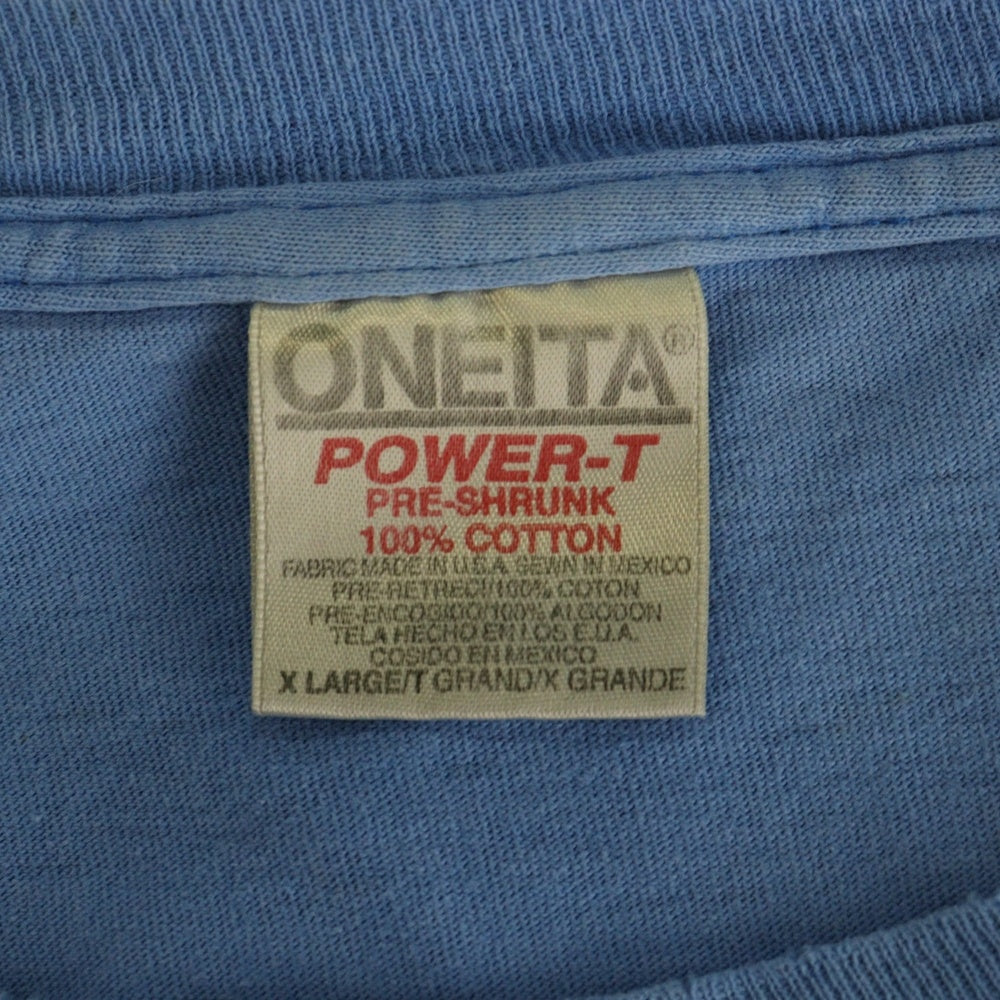 ONEITA®
POWER-T
PRE-SHRUNK
100% COTTON
FABRIC MADE IN U.S.A. SEWN IN MEXICO
PRE-RETRECI/100% COTON
PRE-ENCOGIDO/100% ALGODON
TELA HECHO EN LOS E.U.A.
COSIDO EN MEXICO
X LARGE/T GRAND/X GRANDE